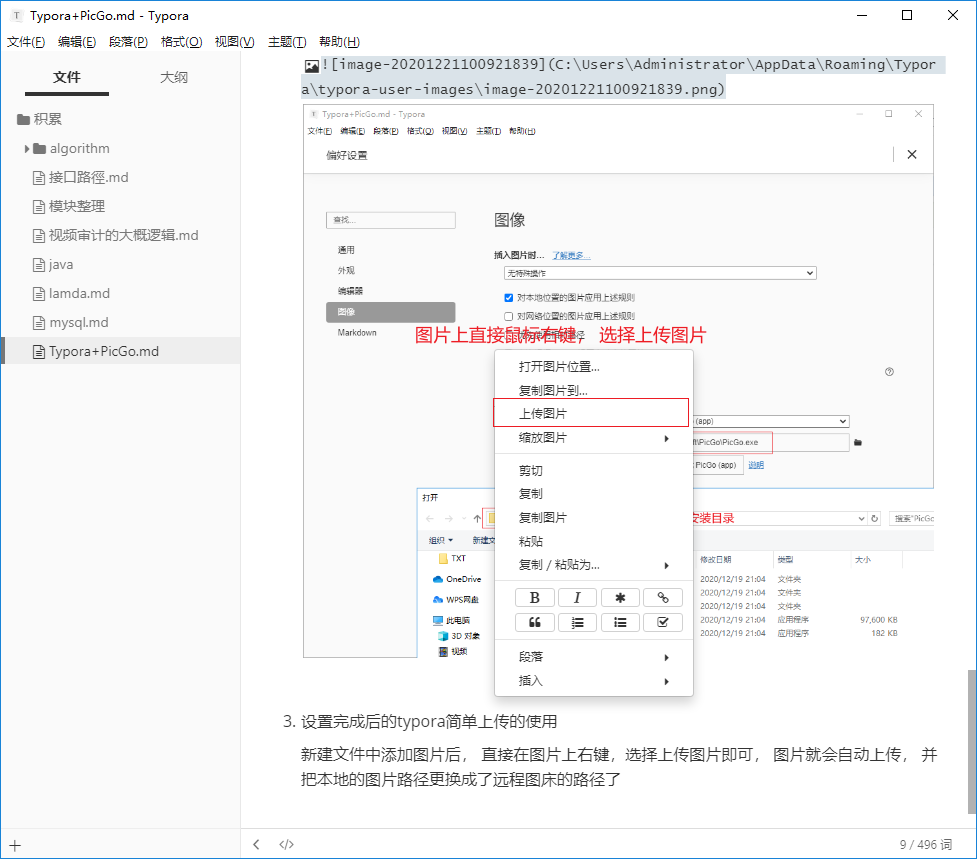 Typora+PicGo.md - Typora
文件(F) 编辑(E) 段落(P) 格式(O) 视图(V) 主题(T) 帮助(H)
文件 大纲
积累
algorithm
接口路径.md
模块整理
视频审计的大概逻辑.md
java
lamda.md
mysql.md
Typora+PicGo.md
![image-20201221100921839](C:\Users\Administrator\AppData\Roaming\Typor
a\typora-user-images\image-20201221100921839.png)
Typora+PicGo.md - Typora
文件(F) 编辑(E) 段落(P) 格式(O) 视图(V) 主题(T) 帮助(H)
偏好设置
查找...
通用
外观
编辑器
图像
Markdown
图像
插入图片时... 了解更多...
无特殊操作
对本地位置的图片应用上述规则
对网络位置的图片应用上述规则
图片上直接鼠标右键，选择上传图片
打开图片位置...
复制图片到...
上传图片
缩放图片
剪切
复制
复制图片
粘贴
复制 / 粘贴为...
B I
段落
插入
(app)
\PicGo\PicGo.exe
PicGo (app) 说明
打开
安装目录
搜索"PicGo
组织 新建文
TXT
OneDrive
WPS网盘
此电脑
3D 对象
视频
修改日期 类型 大小
2020/12/19 21:04 文件夹
2020/12/19 21:04 文件夹
2020/12/19 21:04 文件夹
2020/12/19 21:04 应用程序 97,600 KB
2020/12/19 21:04 应用程序 182 KB
3. 设置完成后的typora简单上传的使用
新建文件中添加图片后， 直接在图片上右键，选择上传图片即可， 图片就会自动上传， 并
把本地的图片路径更换成了远程图床的路径了
9 / 496 词